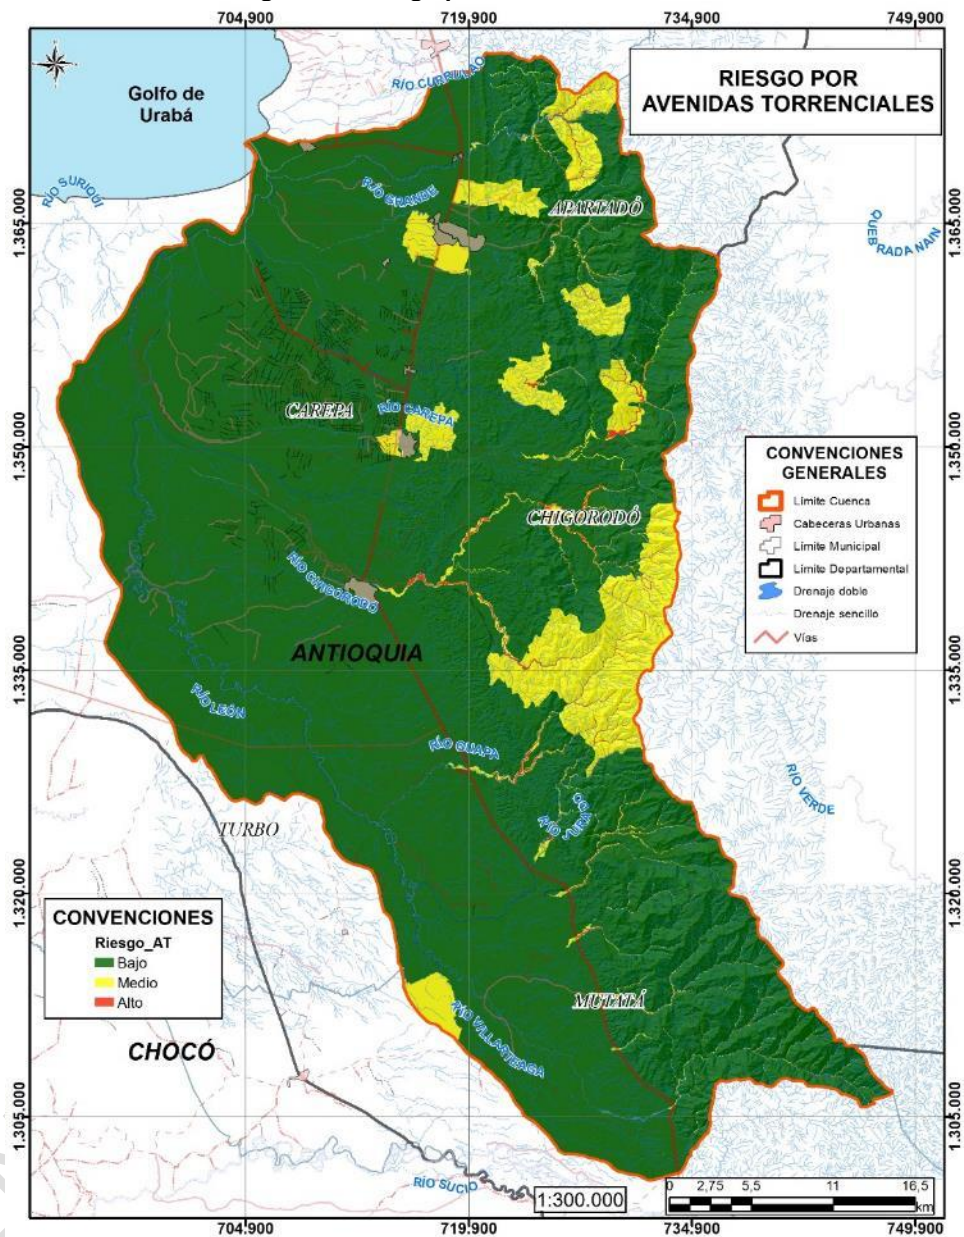 704,900
719,900
734,900
749,900
RIESGO POR
AVENIDAS TORRENCIALES
Golfo de
Urabá
RÍO CURRULAO
RÍO SURIQUÍ
RÍO GRANDE
APARTADÓ
QUEBRADA NAIN
1.365.000
1.365.000
CAREPA
RÍO CAREPA
1.350.000
1.350.000
CONVENCIONES
GENERALES
Límite Cuenca
Cabeceras Urbanas
Límite Municipal
Límite Departamental
Drenaje doble
Drenaje sencillo
Vías
CHIGORODÓ
RÍO CHIGORODÓ
ANTIOQUIA
1.335.000
1.335.000
RÍO LEÓN
RÍO GUAPA
RÍO VERDE
TURBO
1.320.000
1.320.000
CONVENCIONES
Riesgo_AT
Bajo
Medio
Alto
MUTATÁ
RÍO VILLARTEAGA
CHOCÓ
1.305.000
1.305.000
RÍO SUCIO
1:300.000
0 2,75 5,5 11 16,5
km
704,900
719,900
734,900
749,900